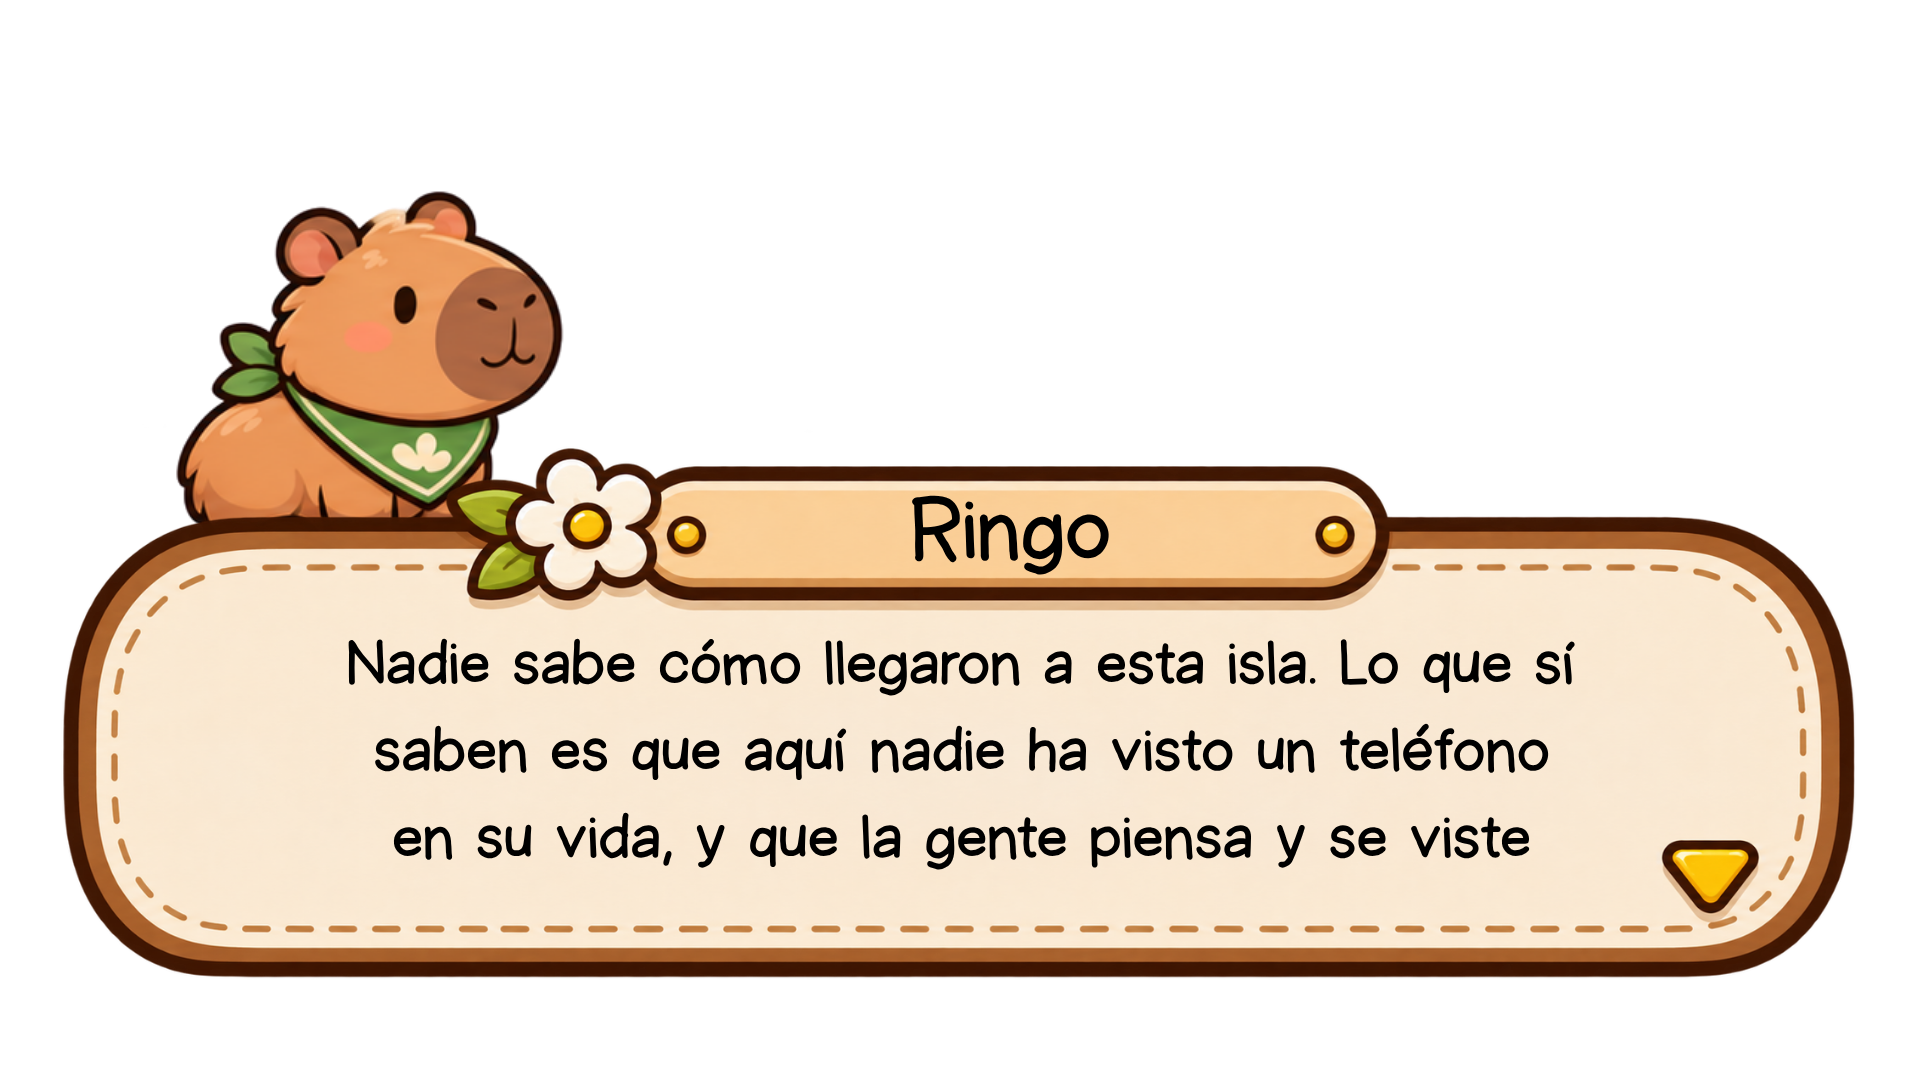 Ringo
Nadie sabe cómo llegaron a esta isla. Lo que sí
saben es que aquí nadie ha visto un teléfono
en su vida, y que la gente piensa y se viste